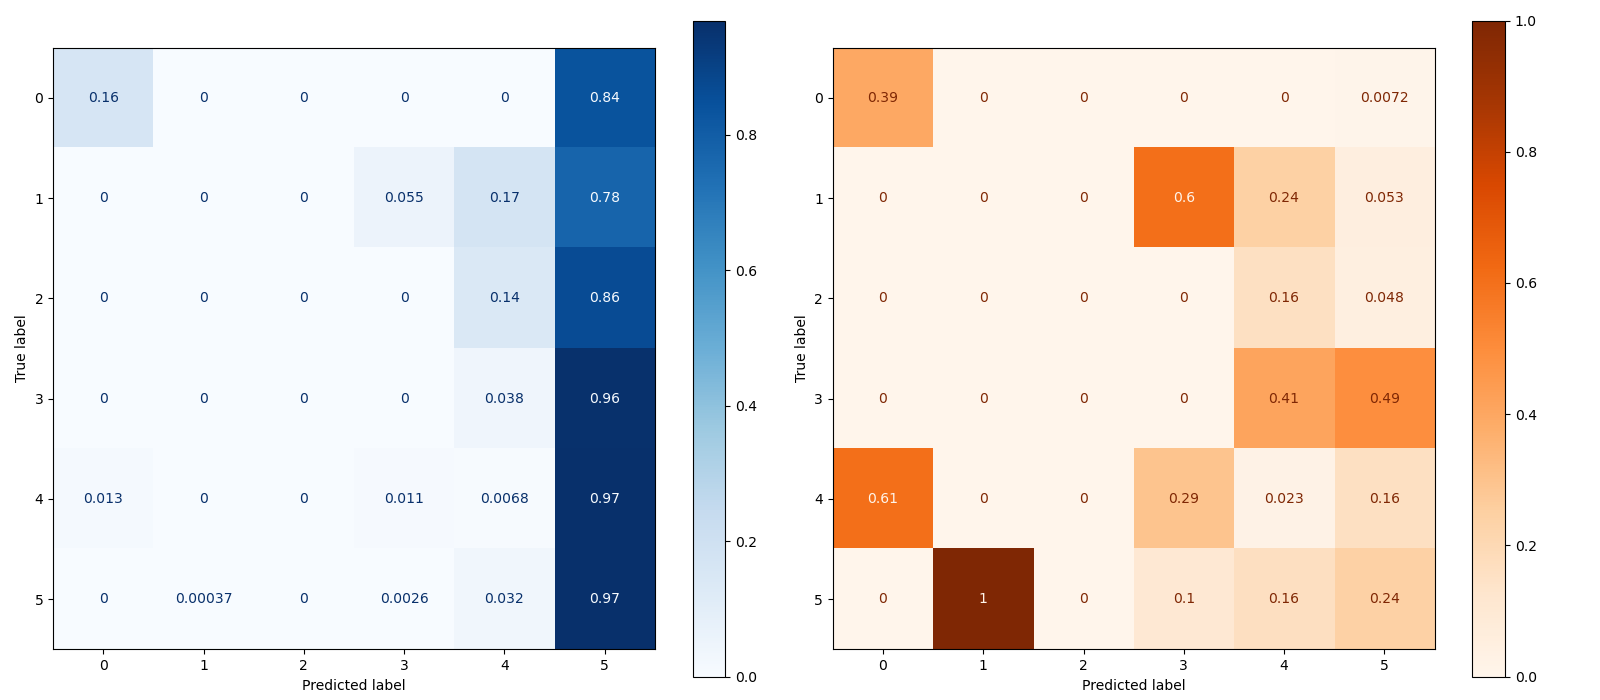 0 0.16 0 0 0 0 0.84
1 0 0 0 0.055 0.17 0.78
2 0 0 0 0 0.14 0.86
3 0 0 0 0 0.038 0.96
4 0.013 0 0 0.011 0.0068 0.97
5 0 0.00037 0 0.0026 0.032 0.97
0 1 2 3 4 5
Predicted label
True label
0.8
0.6
0.4
0.2
0.0
0 0.39 0 0 0 0 0.0072
1 0 0 0 0.6 0.24 0.053
2 0 0 0 0 0.16 0.048
3 0 0 0 0 0.41 0.49
4 0.61 0 0 0.29 0.023 0.16
5 0 1 0 0.1 0.16 0.24
0 1 2 3 4 5
Predicted label
True label
1.0
0.8
0.6
0.4
0.2
0.0